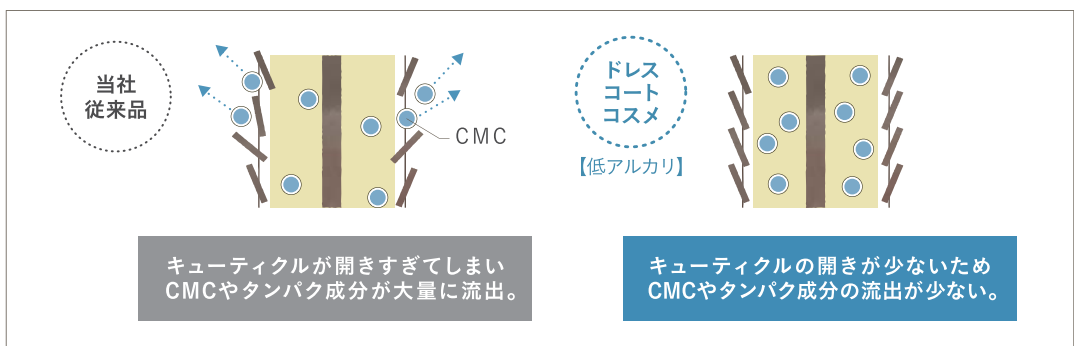 当社
従来品
CMC
キューティクルが開きすぎてしまい
CMCやタンパク成分が大量に流出。
ドレス
コート
コスメ
【低アルカリ】
キューティクルの開きが少ないため
CMCやタンパク成分の流出が少ない。